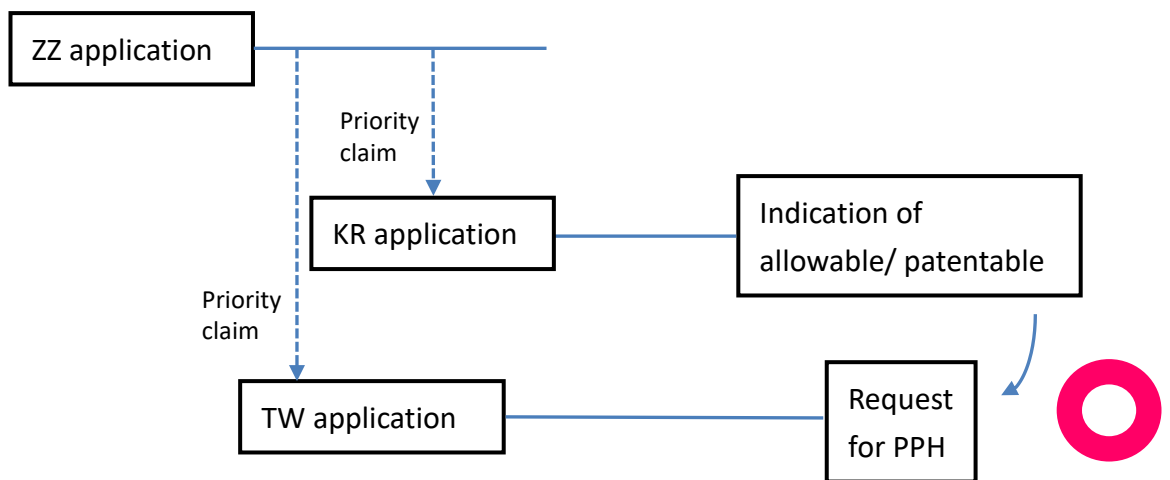 ZZ application
Priority
claim
KR application
Indication of
allowable/ patentable
Priority
claim
TW application
Request
for PPH